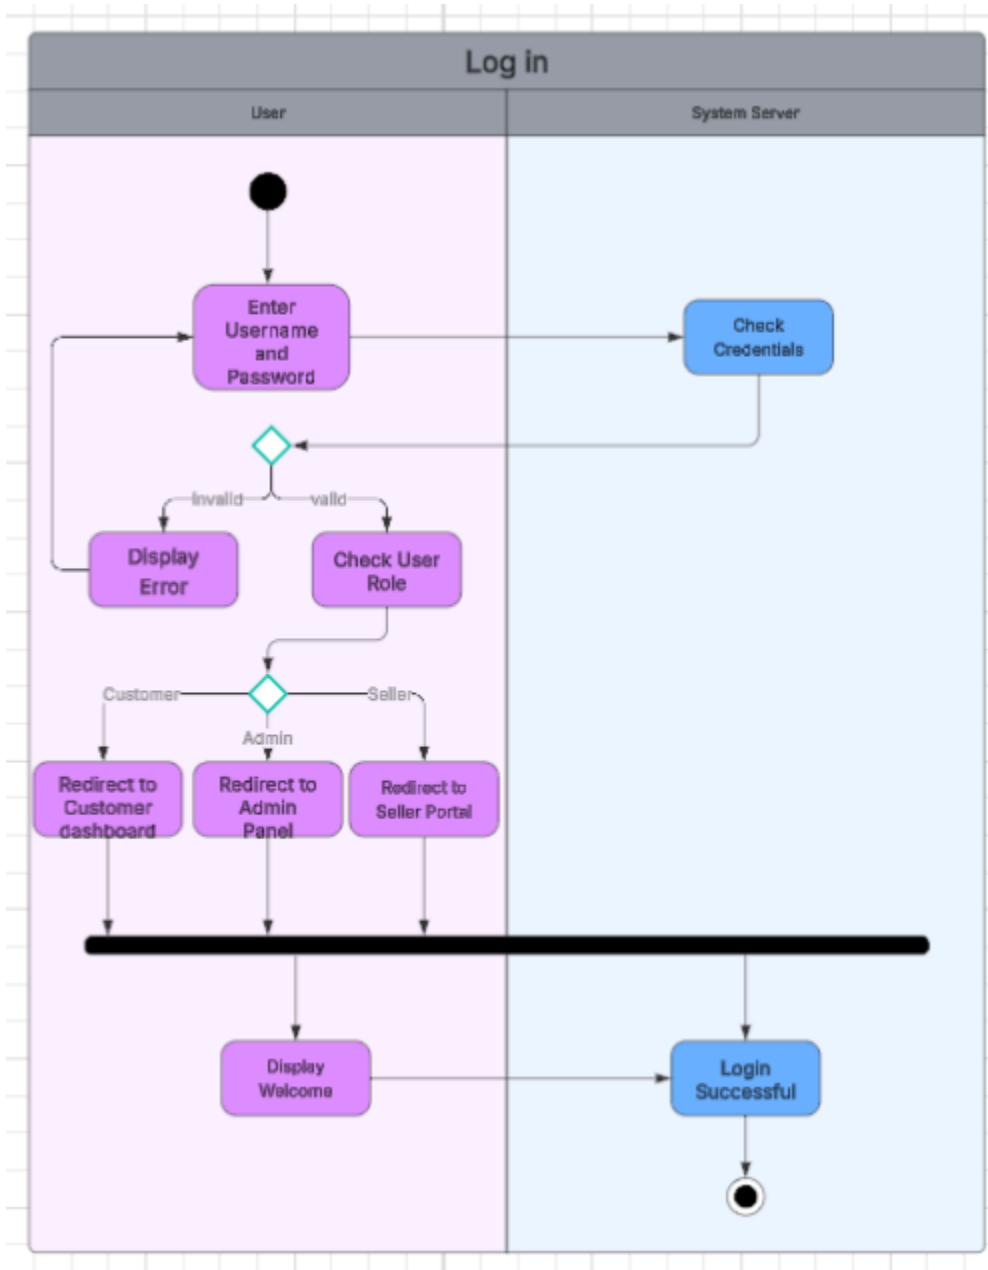 Log in
User
System Server
Enter
Username
and
Password
Check
Credentials
Invalid
valid
Display
Error
Check User
Role
Customer
Seller
Admin
Redirect to
Customer
dashboard
Redirect to
Admin
Panel
Redirect to
Seller Portal
Display
Welcome
Login
Successful